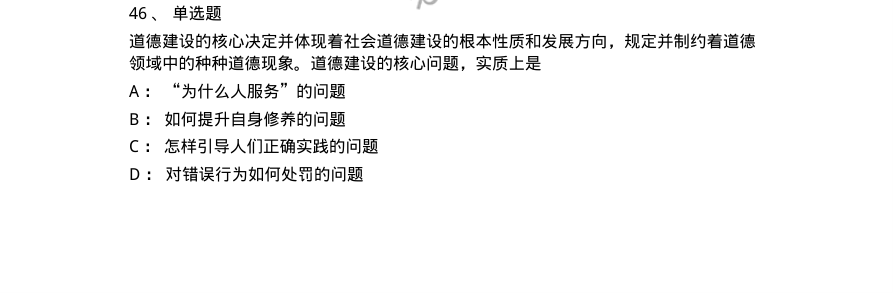 46 、 单选题
道德建设的核心决定并体现着社会道德建设的根本性质和发展方向，规定并制约着道德
领域中的种种道德现象。道德建设的核心问题，实质上是
A ： “为什么人服务”的问题
B ： 如何提升自身修养的问题
C ： 怎样引导人们正确实践的问题
D ： 对错误行为如何处罚的问题